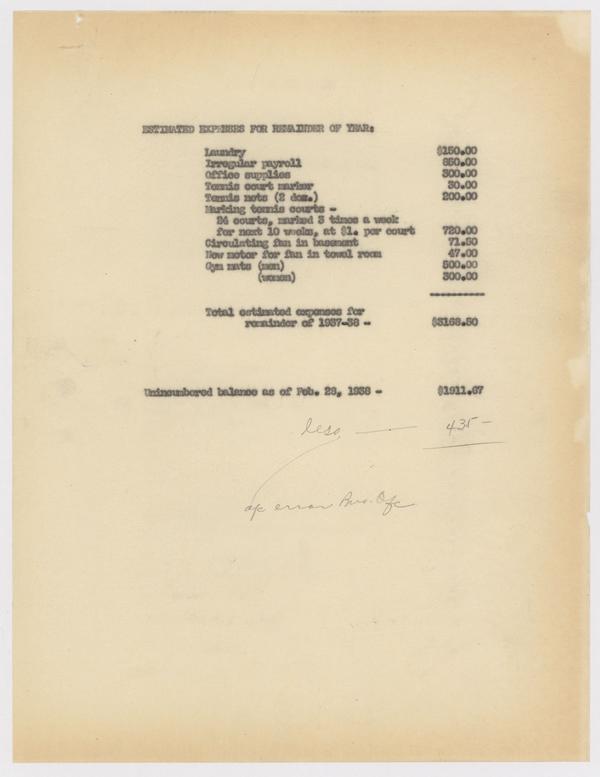 ESTIMATED EXPENSES FOR REMAINDER OF YEAR:
Laundry $150.00
Irregular payroll 850.00
Office supplies 300.00
Tennis court marker 30.00
Tennis nets (2 doz.) 200.00
Marking tennis courts -
24 courts, marked 3 times a week
for next 10 weeks, at $1. per court 720.00
Circulating fan in basement 71.50
New motor for fan in towel room 47.00
Gym mats (men) 500.00
(women) 300.00
----------
Total estimated expenses for
remainder of 1937-38 - $3168.50
Unincumbered balance as of Feb. 28, 1938 - $1911.67
less — 435 —
a/c error Bus. Ofc